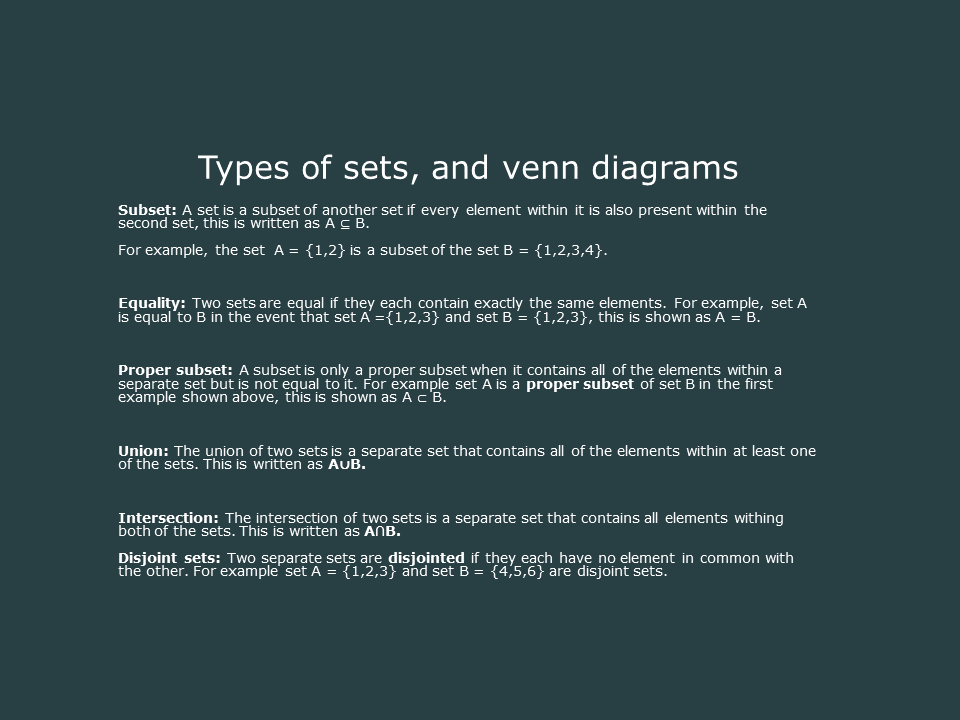 Types of sets, and venn diagrams
Subset: A set is a subset of another set if every element within it is also present within the
second set, this is written as A ⊆ B.
For example, the set A = {1,2} is a subset of the set B = {1,2,3,4}.
Equality: Two sets are equal if they each contain exactly the same elements. For example, set A
is equal to B in the event that set A ={1,2,3} and set B = {1,2,3}, this is shown as A = B.
Proper subset: A subset is only a proper subset when it contains all of the elements within a
separate set but is not equal to it. For example set A is a proper subset of set B in the first
example shown above, this is shown as A ⊂ B.
Union: The union of two sets is a separate set that contains all of the elements within at least one
of the sets. This is written as A∪B.
Intersection: The intersection of two sets is a separate set that contains all elements withing
both of the sets. This is written as A∩B.
Disjoint sets: Two separate sets are disjointed if they each have no element in common with
the other. For example set A = {1,2,3} and set B = {4,5,6} are disjoint sets.